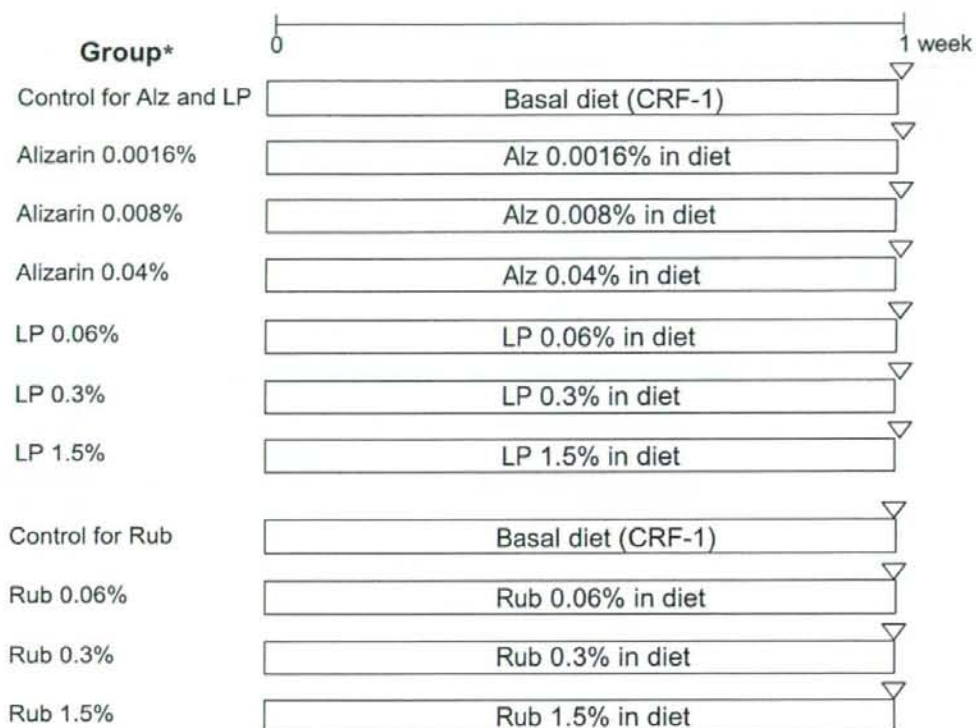 0 1 week
Group*
Control for Alz and LP Basal diet (CRF-1)
Alizarin 0.0016% Alz 0.0016% in diet
Alizarin 0.008% Alz 0.008% in diet
Alizarin 0.04% Alz 0.04% in diet
LP 0.06% LP 0.06% in diet
LP 0.3% LP 0.3% in diet
LP 1.5% LP 1.5% in diet
Control for Rub Basal diet (CRF-1)
Rub 0.06% Rub 0.06% in diet
Rub 0.3% Rub 0.3% in diet
Rub 1.5% Rub 1.5% in diet